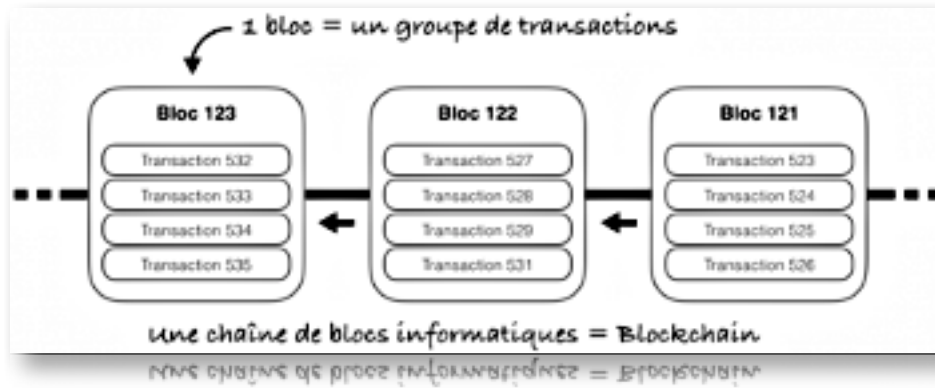 1 bloc = un groupe de transactions
Bloc 123
Transaction 532
Transaction 533
Transaction 534
Transaction 535
Bloc 122
Transaction 527
Transaction 528
Transaction 529
Transaction 531
Bloc 121
Transaction 523
Transaction 524
Transaction 525
Transaction 526
une chaîne de blocs informatiques = Blockchain